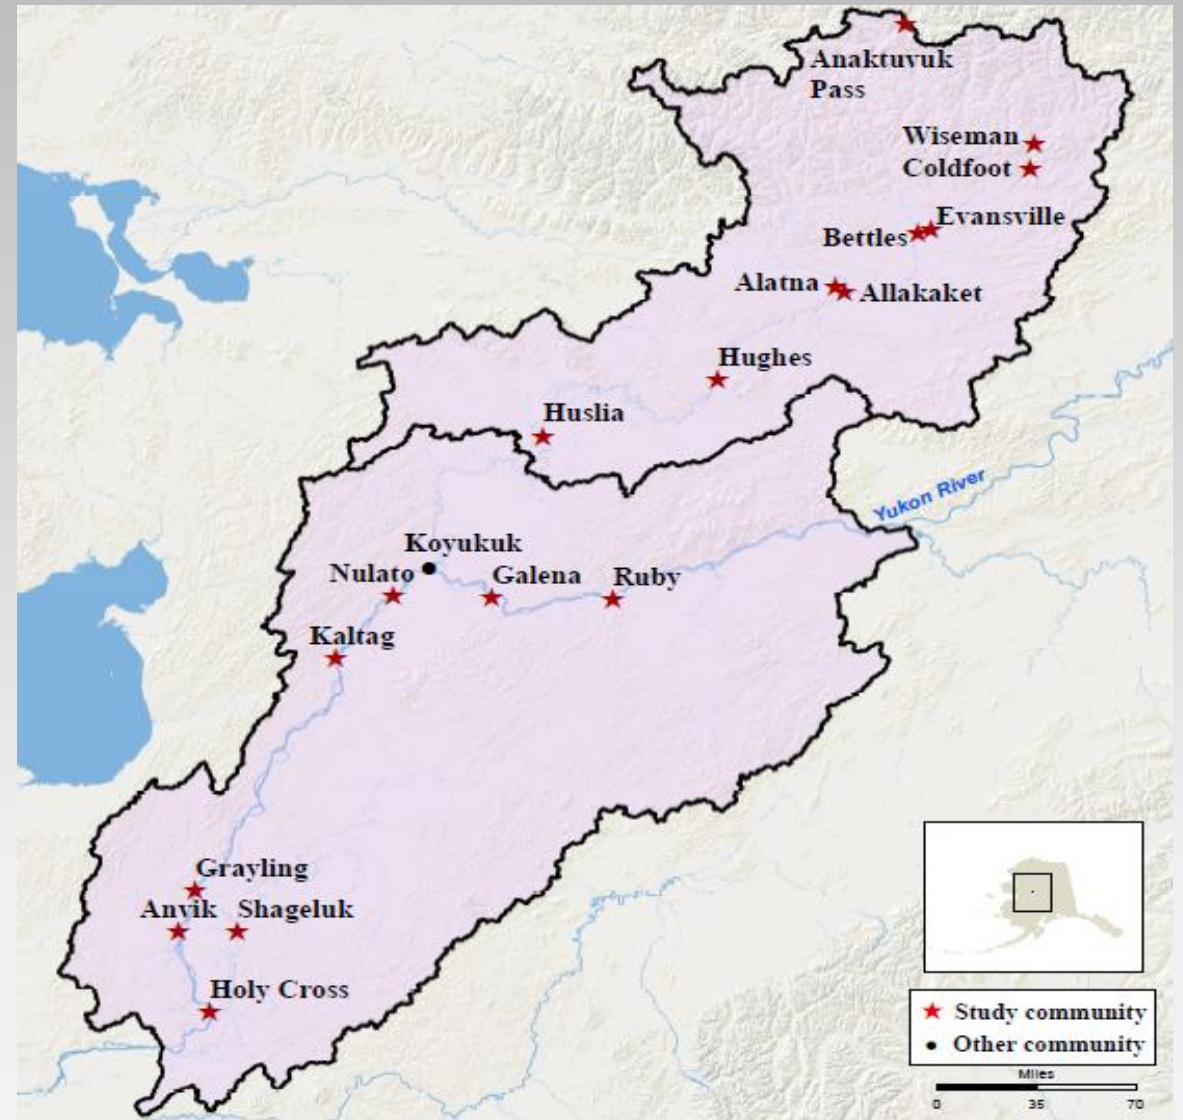 Anaktuvuk
Pass
Wiseman
Coldfoot
Evansville
Bettles
Alatna
Allakaket
Hughes
Huslia
Yukon River
Koyukuk
Nulato
Galena
Ruby
Kaltag
Grayling
Anvik
Shageluk
Holy Cross
Study community
Other community
Miles
0 35 70